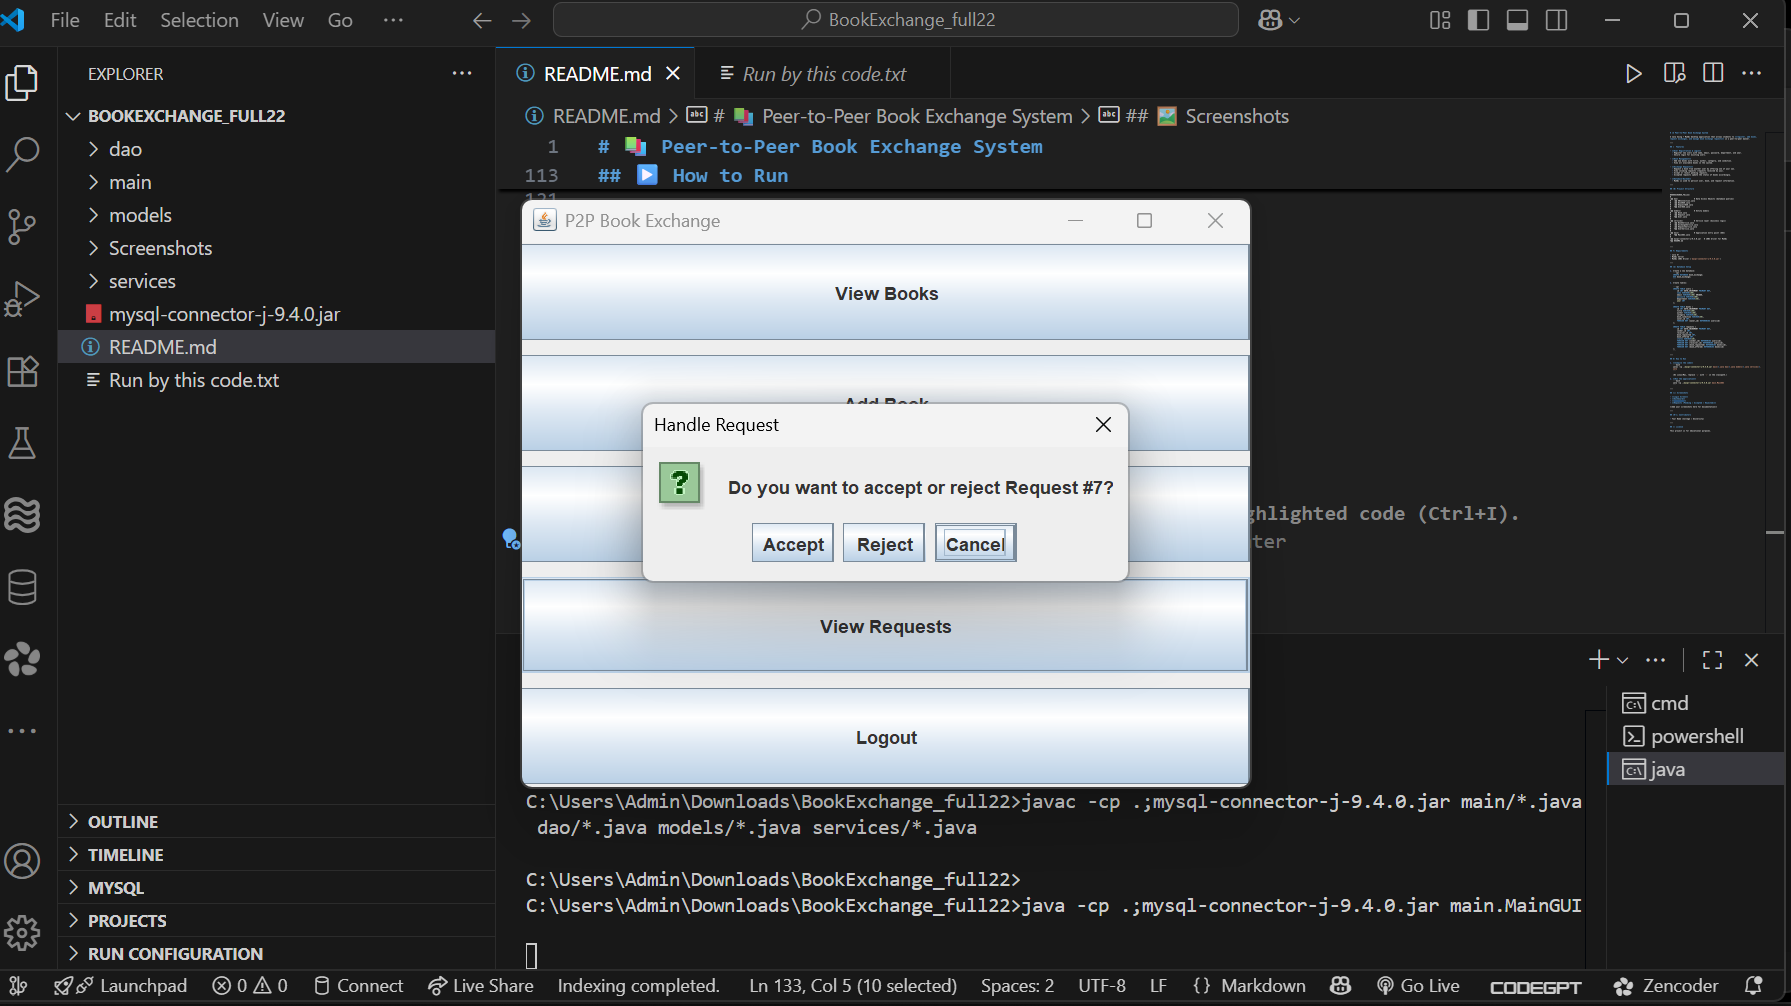 File Edit Selection View Go ···
BookExchange_full22
EXPLORER
BOOKEXCHANGE_FULL22
dao
main
models
Screenshots
services
mysql-connector-j-9.4.0.jar
README.md
Run by this code.txt
OUTLINE
TIMELINE
MYSQL
PROJECTS
RUN CONFIGURATION
README.md
Run by this code.txt
README.md > # Peer-to-Peer Book Exchange System > ## Screenshots
1 # Peer-to-Peer Book Exchange System
113 ## How to Run
P2P Book Exchange
View Books
Add Book
Handle Request
Do you want to accept or reject Request #7?
Accept
Reject
Cancel
View Requests
Logout
ghlighted code (Ctrl+I).
ter
cmd
powershell
java
C:\Users\Admin\Downloads\BookExchange_full22>javac -cp .;mysql-connector-j-9.4.0.jar main/*.java
dao/*.java models/*.java services/*.java
C:\Users\Admin\Downloads\BookExchange_full22>
C:\Users\Admin\Downloads\BookExchange_full22>java -cp .;mysql-connector-j-9.4.0.jar main.MainGUI
Launchpad 0 0 Connect Live Share Indexing completed. Ln 133, Col 5 (10 selected) Spaces: 2 UTF-8 LF {} Markdown Go Live CODEGPT Zencoder